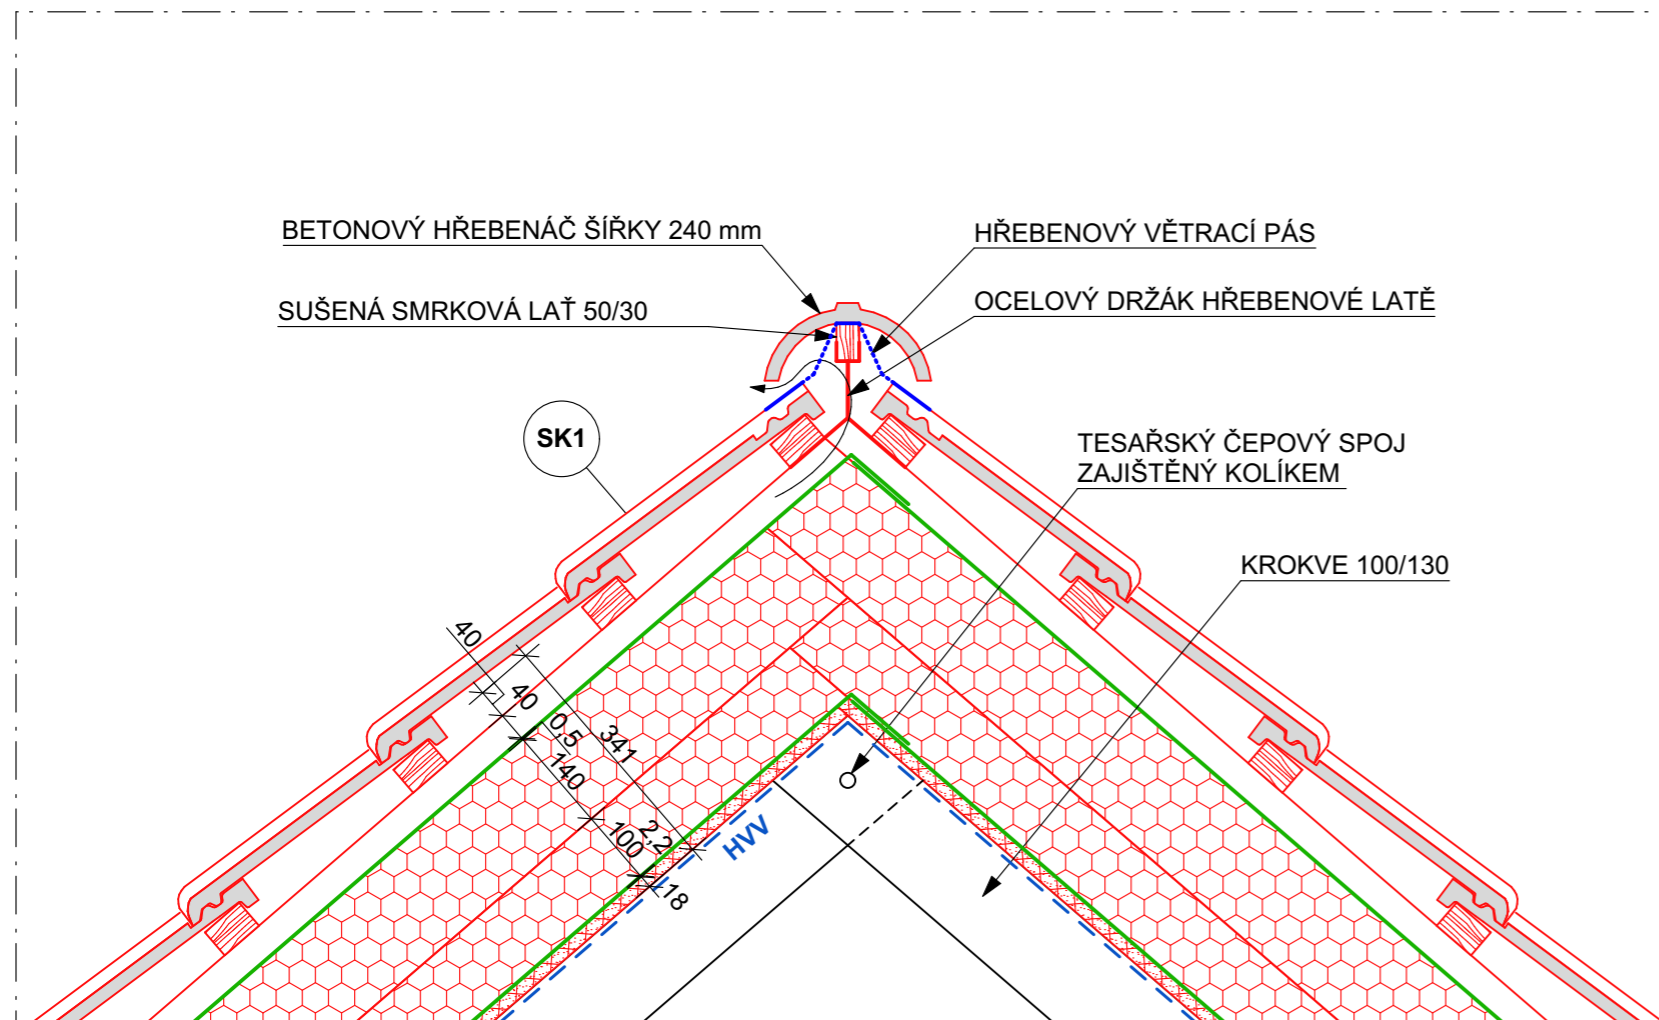 BETONOVÝ HŘEBENÁČ ŠÍŘKY 240 mm
HŘEBENOVÝ VĚTRACÍ PÁS
SUŠENÁ SMRKOVÁ LAŤ 50/30
OCELOVÝ DRŽÁK HŘEBENOVÉ LATĚ
SK1
TESAŘSKÝ ČEPOVÝ SPOJ
ZAJIŠTĚNÝ KOLÍKEM
KROKVE 100/130
40
40
0,5
341
140
100
2,2
18
HVV